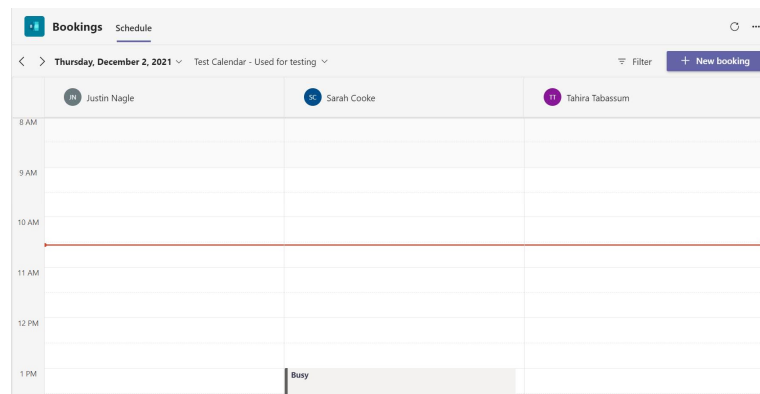 Bookings Schedule
Thursday, December 2, 2021 Test Calendar - Used for testing Filter + New booking
JN Justin Nagle SC Sarah Cooke TT Tahira Tabassum
8 AM
9 AM
10 AM
11 AM
12 PM
1 PM Busy